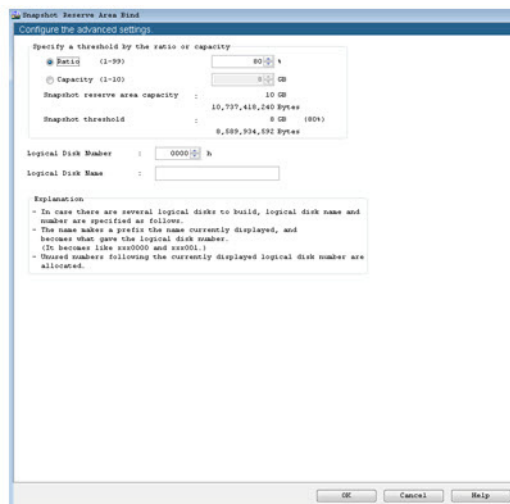 Snapshot Reserve Area Bind
Configure the advanced settings.
Specify a threshold by the ratio or capacity
Ratio (1-99) 80 %
Capacity (1-10) 8 GB
Snapshot reserve area capacity : 10 GB
10,737,418,240 Bytes
Snapshot threshold : 8 GB (80%)
8,589,934,592 Bytes
Logical Disk Number : 0000 h
Logical Disk Name :
Explanation
- In case there are several logical disks to build, logical disk name and
number are specified as follows.
- The name makes a prefix the name currently displayed, and
becomes what gave the logical disk number.
(It becomes like xxx0000 and xxx001.)
- Unused numbers following the currently displayed logical disk number are
allocated.
OK Cancel Help